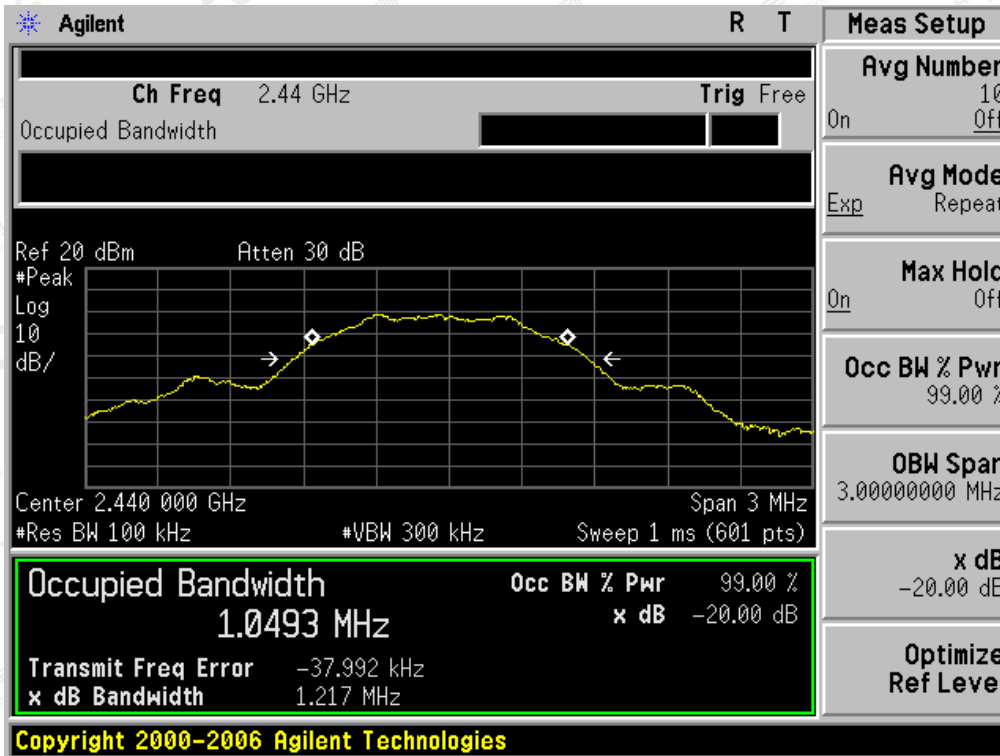 Agilent R T
Ch Freq 2.44 GHz Trig Free
Occupied Bandwidth
Ref 20 dBm Atten 30 dB
#Peak
Log
10
dB/
Center 2.440 000 GHz Span 3 MHz
#Res BW 100 kHz #VBW 300 kHz Sweep 1 ms (601 pts)
Occupied Bandwidth
1.0493 MHz
Occ BW % Pwr 99.00 %
x dB -20.00 dB
Transmit Freq Error -37.992 kHz
x dB Bandwidth 1.217 MHz
Copyright 2000-2006 Agilent Technologies
Meas Setup
Avg Number
10
On Off
Avg Mode
Exp Repeat
Max Hold
On Off
Occ BW % Pwr
99.00 %
OBW Span
3.00000000 MHz
x dB
-20.00 dB
Optimize
Ref Level